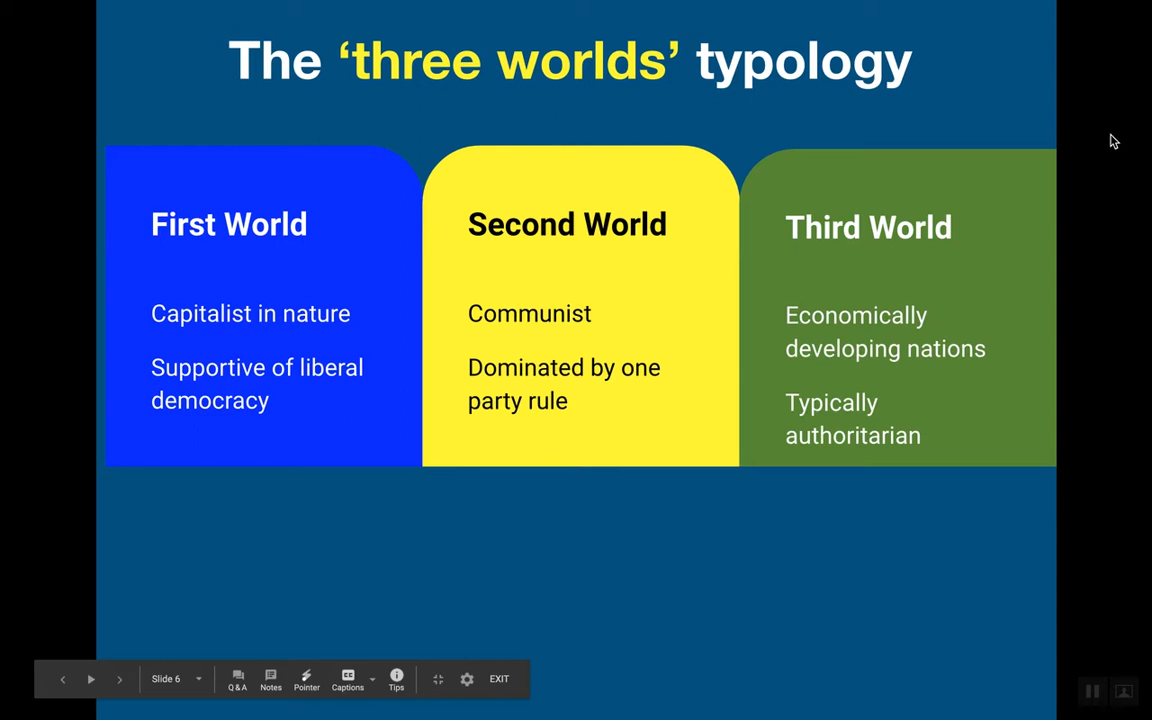 The ‘three worlds’ typology
First World
Capitalist in nature
Supportive of liberal
democracy
Second World
Communist
Dominated by one
party rule
Third World
Economically
developing nations
Typically
authoritarian
Slide 6
Q & A
Notes
Pointer
CC
Captions
Tips
EXIT